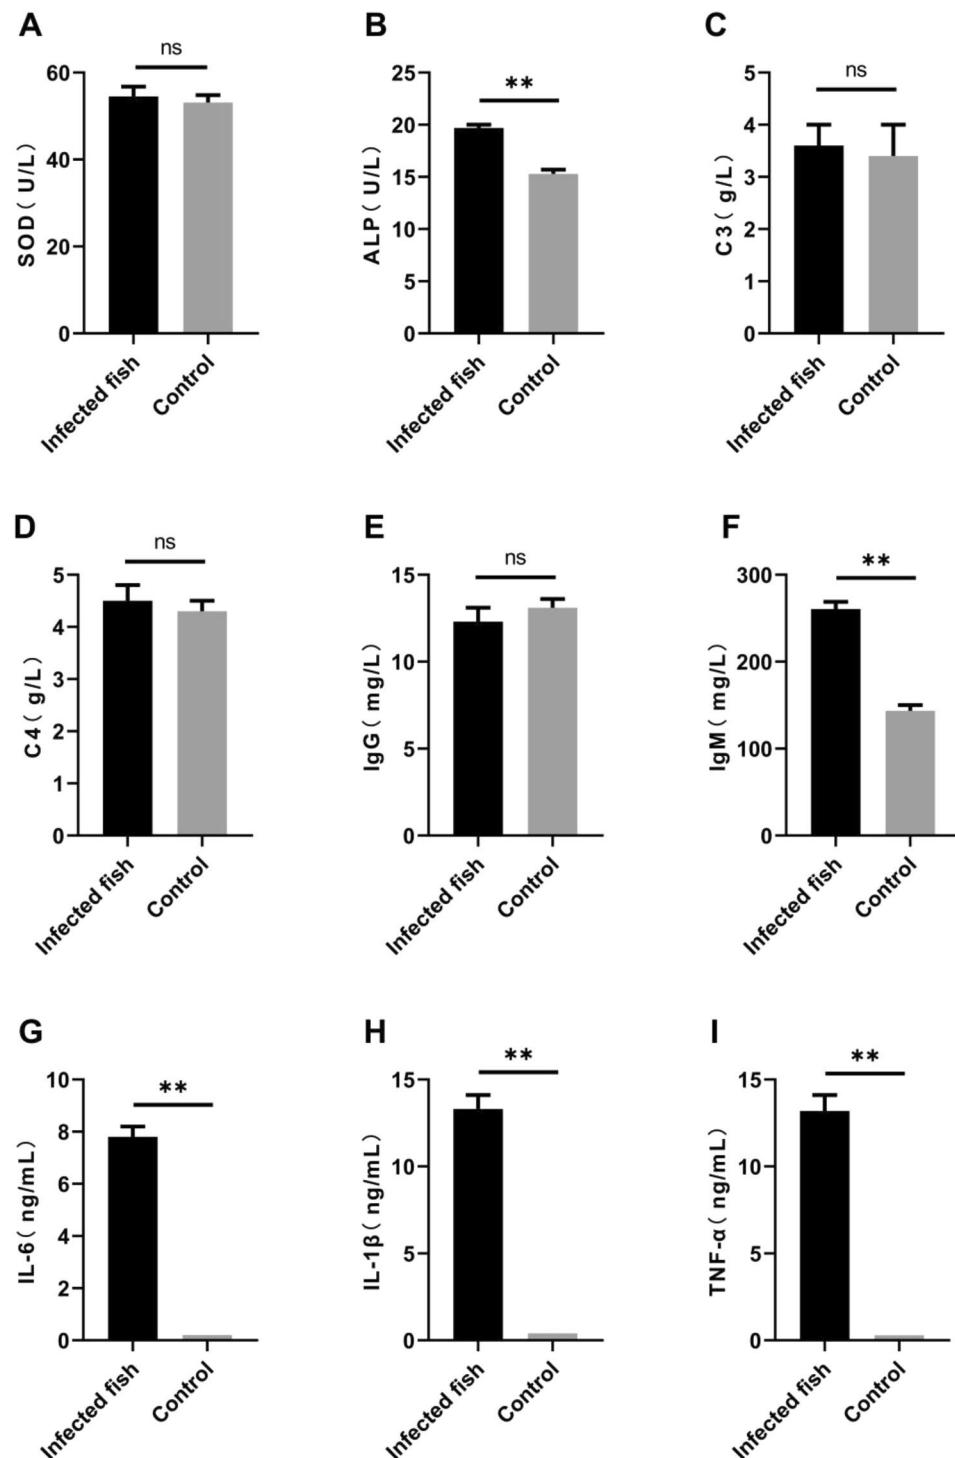 A
ns
SOD（U/L）
60
40
20
0
Infected fish
Control
B
**
ALP（U/L）
25
20
15
10
5
0
Infected fish
Control
C
ns
C3（g/L）
5
4
3
2
1
0
Infected fish
Control
D
ns
C4（g/L）
5
4
3
2
1
0
Infected fish
Control
E
ns
IgG（mg/L）
15
10
5
0
Infected fish
Control
F
**
IgM（mg/L）
300
200
100
0
Infected fish
Control
G
**
IL-6（ng/mL）
10
8
6
4
2
0
Infected fish
Control
H
**
IL-1β（ng/mL）
15
10
5
0
Infected fish
Control
I
**
TNF-α（ng/mL）
15
10
5
0
Infected fish
Control